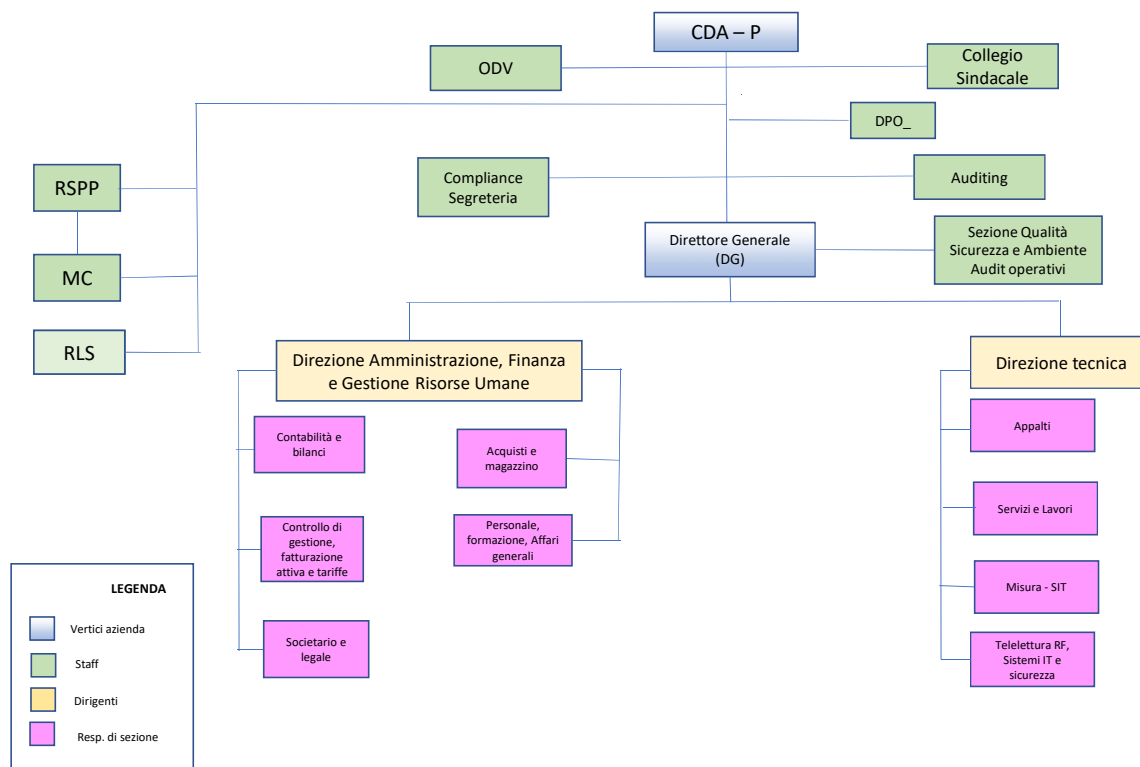 CDA – P
ODV
Collegio
Sindacale
DPO_
RSPP
Compliance
Segreteria
Auditing
MC
Direttore Generale
(DG)
Sezione Qualità
Sicurezza e Ambiente
Audit operativi
RLS
Direzione Amministrazione, Finanza
e Gestione Risorse Umane
Direzione tecnica
Contabilità e
bilanci
Acquisti e
magazzino
Appalti
Controllo di
gestione,
fatturazione
attiva e tariffe
Personale,
formazione, Affari
generali
Servizi e Lavori
Societario e
legale
Misura - SIT
Telelettura RF,
Sistemi IT e
sicurezza
LEGENDA
Vertici azienda
Staff
Dirigenti
Resp. di sezione